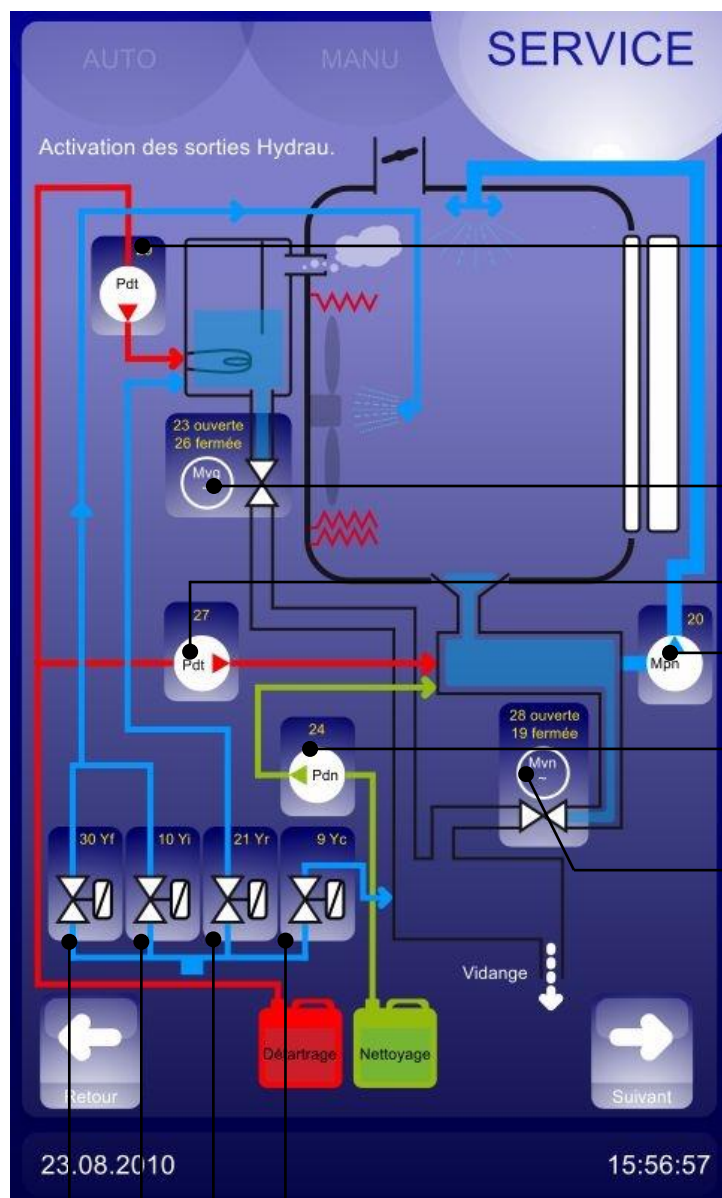 AUTO
MANU
SERVICE
Activation des sorties Hydrau.
Pdt
23 ouverte
26 fermée
Mvg
~
27
Pdt
20
Mpn
24
Pdn
28 ouverte
19 fermée
Mvn
~
30 Yf
10 Yi
21 Yr
9 Yc
Vidange
Détartrage
Nettoyage
Retour
Suivant
23.08.2010
15:56:57